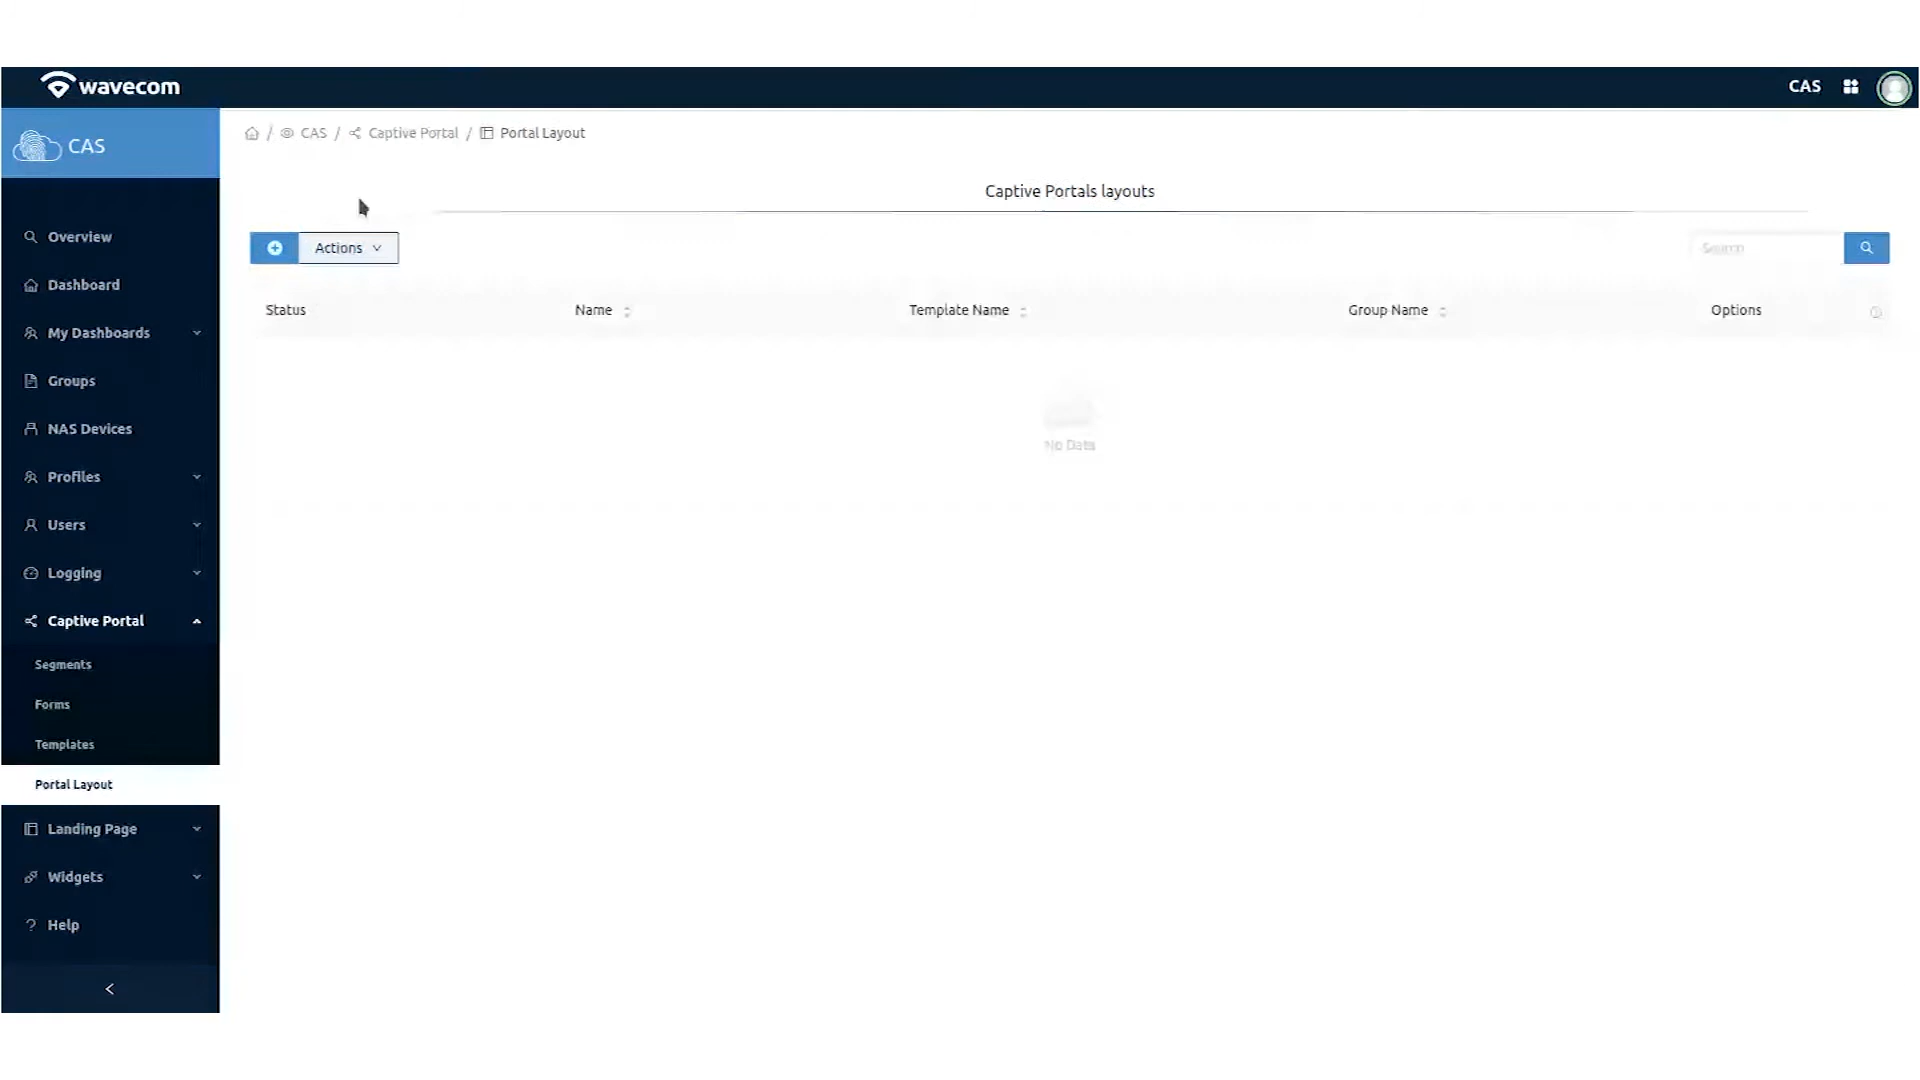 wavecom
CAS
CAS
/ CAS / Captive Portal / Portal Layout
Captive Portals layouts
Actions
Search
Status
Name
Template Name
Group Name
Options
No Data
Overview
Dashboard
My Dashboards
Groups
NAS Devices
Profiles
Users
Logging
Captive Portal
Segments
Forms
Templates
Portal Layout
Landing Page
Widgets
? Help